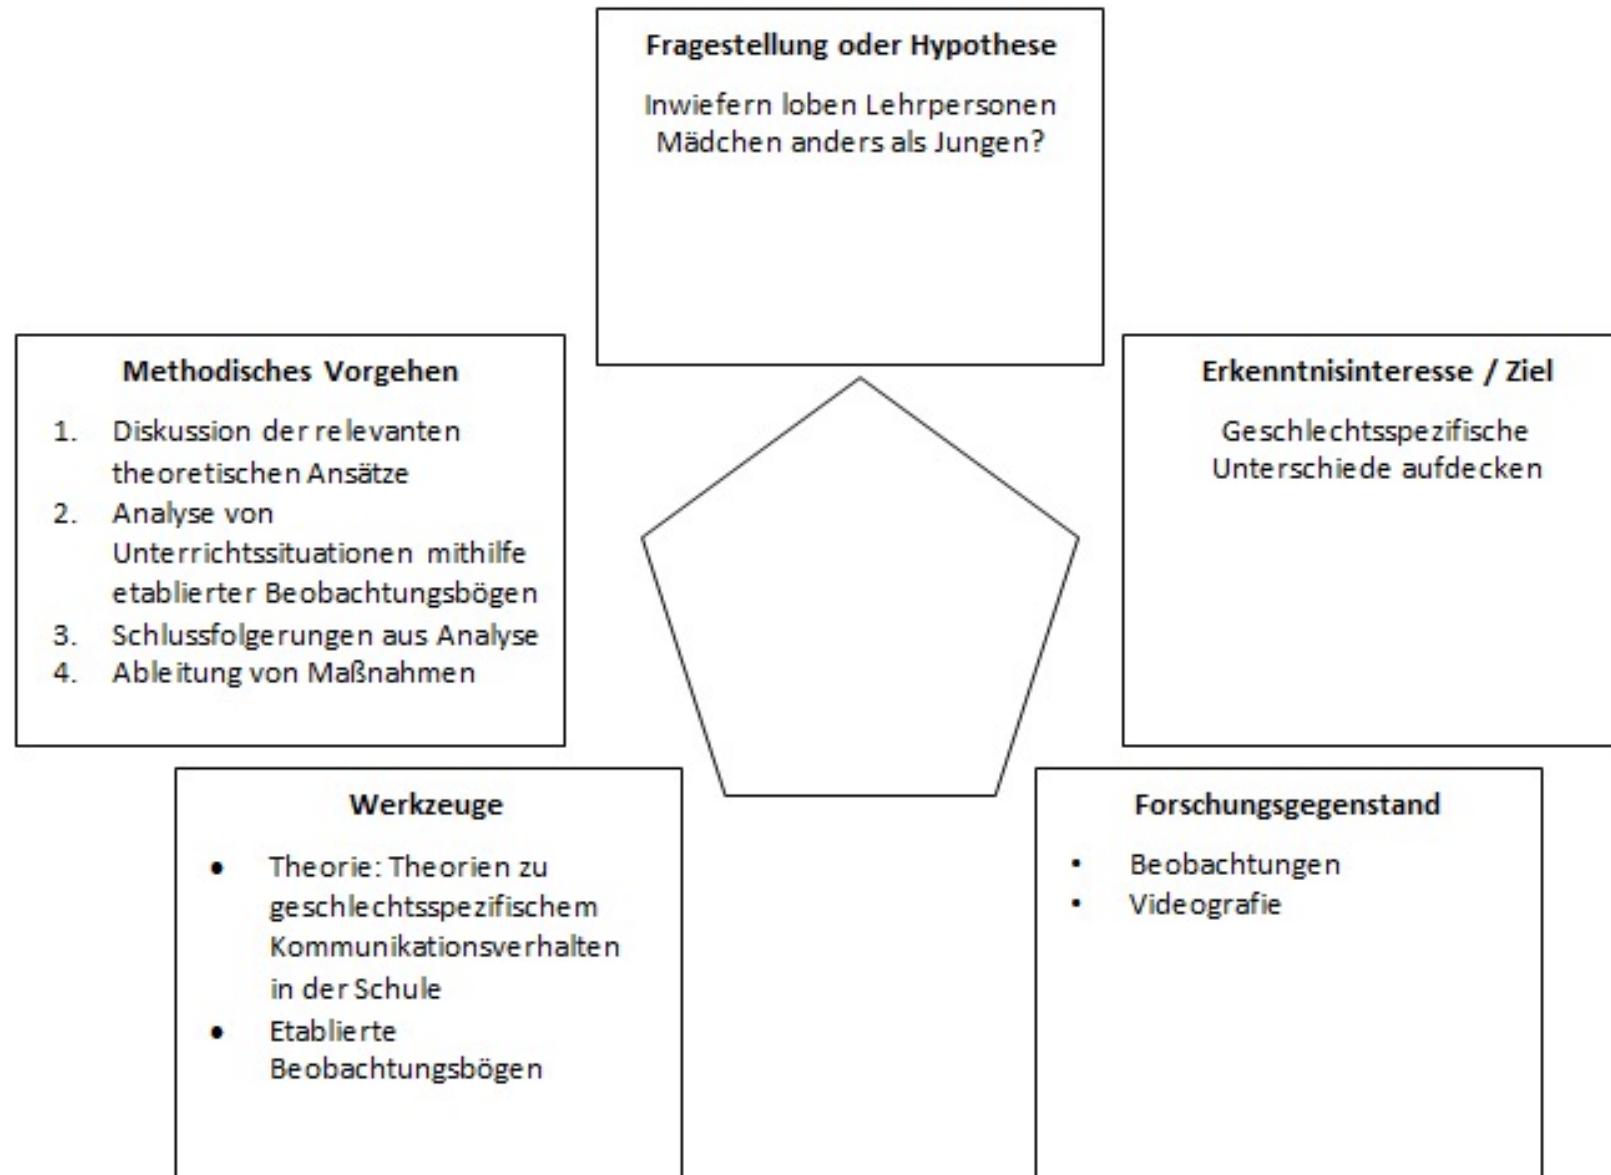 Fragestellung oder Hypothese
Inwiefern loben Lehrpersonen
Mädchen anders als Jungen?
Methodisches Vorgehen
1. Diskussion der relevanten
theoretischen Ansätze
2. Analyse von
Unterrichtssituationen mithilfe
etablierter Beobachtungsbögen
3. Schlussfolgerungen aus Analyse
4. Ableitung von Maßnahmen
Erkenntnisinteresse / Ziel
Geschlechtsspezifische
Unterschiede aufdecken
Werkzeuge
● Theorie: Theorien zu
geschlechtsspezifischem
Kommunikationsverhalten
in der Schule
● Etablierte
Beobachtungsbögen
Forschungsgegenstand
• Beobachtungen
• Videografie